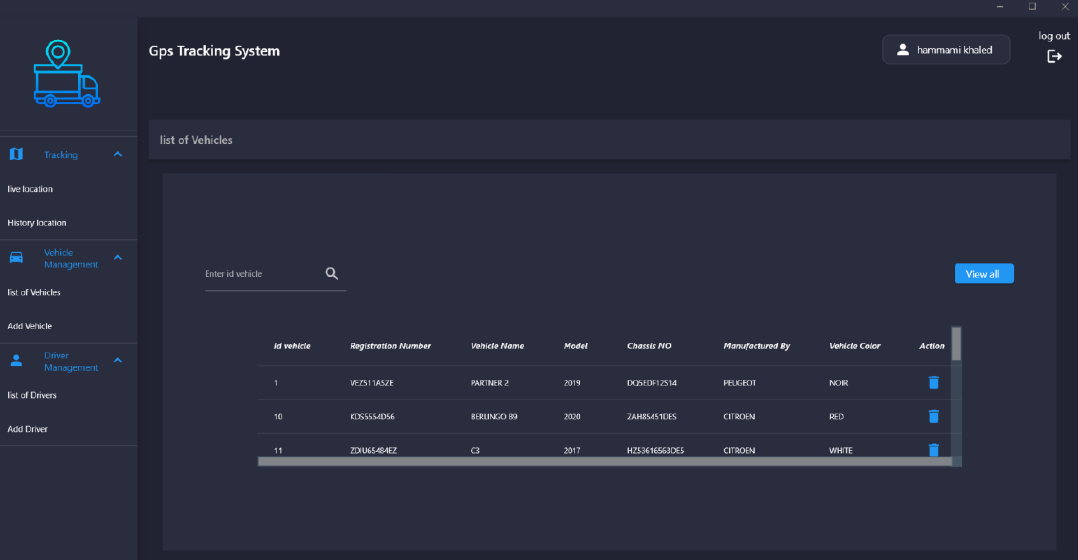 Gps Tracking System
hammami khaled
log out
list of Vehicles
Tracking
live location
History location
Vehicle
Management
list of Vehicles
Add Vehicle
Driver
Management
list of Drivers
Add Driver
Enter id vehicle
View all
Id vehicle Registration Number Vehicle Name Model Chassis NO Manufactured By Vehicle Color Action
1 VEZS11A5ZE PARTNER 2 2019 DQSEDF12S14 PEUGEOT NOIR
10 KDS5554D56 BERLINGO B9 2020 ZAH85451DES CITROEN RED
11 ZDIU65484EZ C3 2017 HZ53616563DES CITROEN WHITE